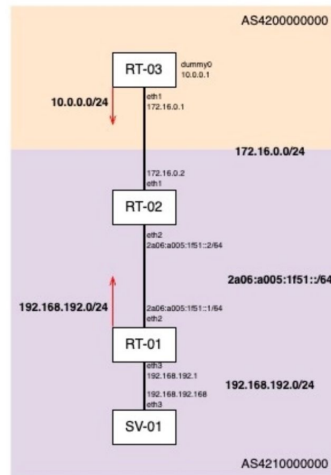 AS4200000000
RT-03
dummy0
10.0.0.1
10.0.0.0/24
eth1
172.16.0.1
172.16.0.0/24
172.16.0.2
eth1
RT-02
eth2
2a06:a005:1f51::2/64
2a06:a005:1f51::/64
192.168.192.0/24
2a06:a005:1f51::1/64
eth2
RT-01
eth3
192.168.192.1
192.168.192.0/24
192.168.192.168
eth3
SV-01
AS4210000000